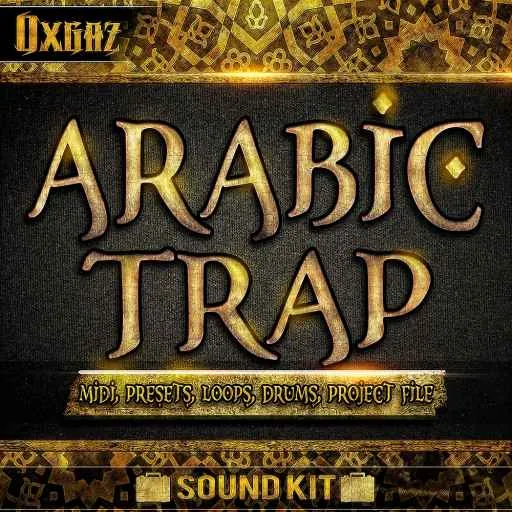 Oxgaz
ARABIC
TRAP
MIDI, PRESETS, LOOPS, DRUMS, PROJECT FILE
SOUND KIT